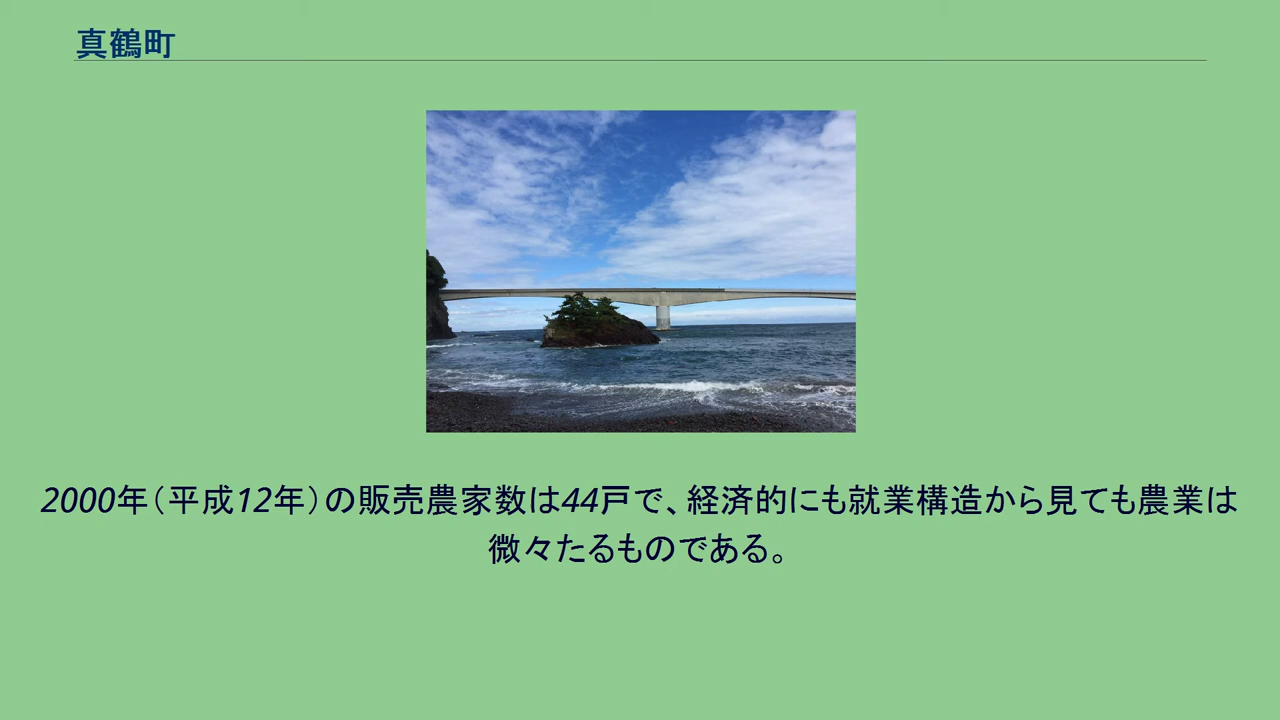 真鶴町
2000年（平成12年）の販売農家数は44戸で、経済的にも就業構造から見ても農業は
微々たるものである。